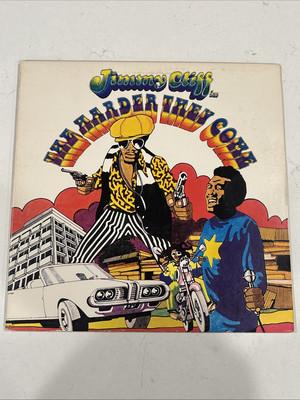 Jimmy Cliff
in
THE HARDER THEY COME